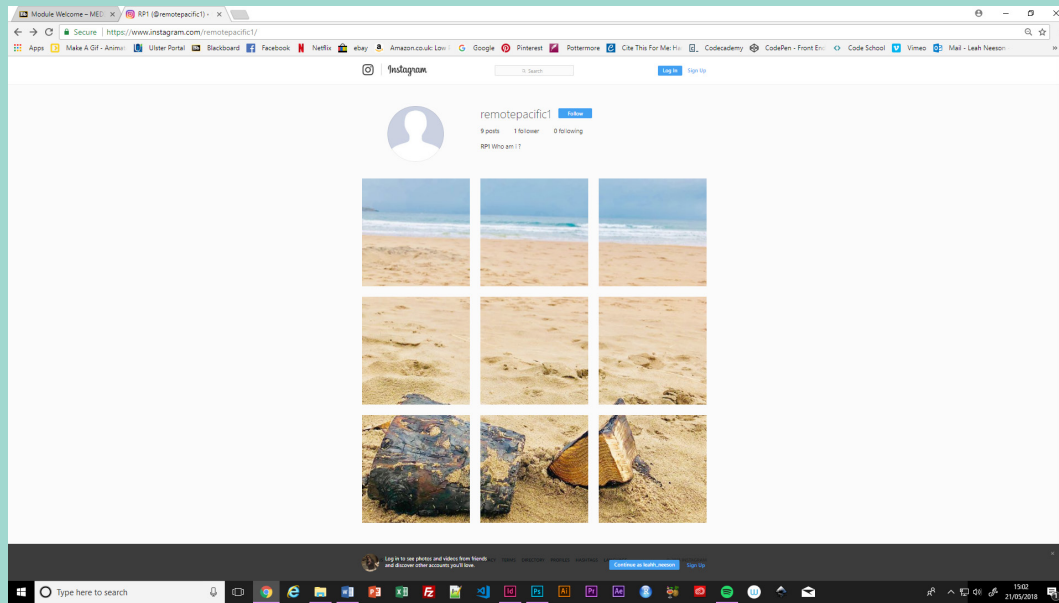 Module Welcome – MED
RP1 (@remotepacific1) -
Secure | https://www.instagram.com/remotepacific1/
Apps Make A Gif - Animat Ulster Portal Blackboard Facebook Netflix ebay Amazon.co.uk: Low Google Pinterest Pottermore Cite This For Me: Ha Codecademy CodePen - Front End Code School Vimeo Mail - Leah Neeson
Instagram
Search
Log In Sign Up
remotepacific1 Follow
9 posts 1 follower 0 following
RP1 Who am I ?
Log in to see photos and videos from friends
and discover other accounts you'll love.
Sign Up
Type here to search
15:02
21/05/2018